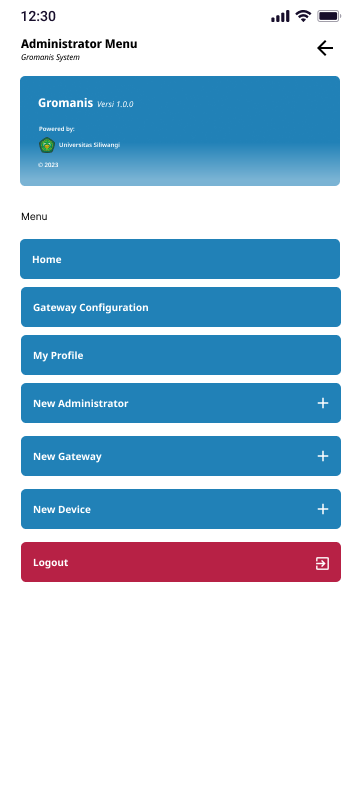 12:30
Administrator Menu
Gromanis System
Gromanis Versi 1.0.0
Powered by:
Universitas Siliwangi
© 2023
Menu
Home
Gateway Configuration
My Profile
New Administrator
New Gateway
New Device
Logout